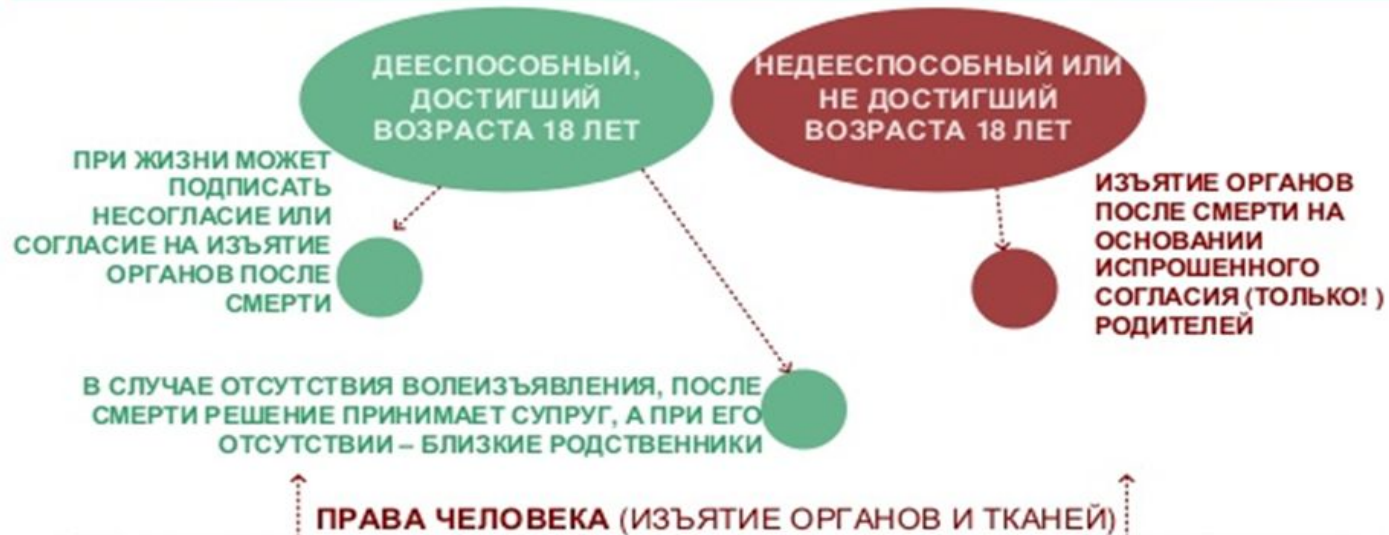 ДЕЕСПОСОБНЫЙ,
ДОСТИГШИЙ
ВОЗРАСТА 18 ЛЕТ
НЕДЕЕСПОСОБНЫЙ ИЛИ
НЕ ДОСТИГШИЙ
ВОЗРАСТА 18 ЛЕТ
ПРИ ЖИЗНИ МОЖЕТ
ПОДПИСАТЬ
НЕСОГЛАСИЕ ИЛИ
СОГЛАСИЕ НА ИЗЪЯТИЕ
ОРГАНОВ ПОСЛЕ
СМЕРТИ
ИЗЪЯТИЕ ОРГАНОВ
ПОСЛЕ СМЕРТИ НА
ОСНОВАНИИ
ИСПРОШЕННОГО
СОГЛАСИЯ (ТОЛЬКО! )
РОДИТЕЛЕЙ
В СЛУЧАЕ ОТСУТСТВИЯ ВОЛЕИЗЪЯВЛЕНИЯ, ПОСЛЕ
СМЕРТИ РЕШЕНИЕ ПРИНИМАЕТ СУПРУГ, А ПРИ ЕГО
ОТСУТСТВИИ – БЛИЗКИЕ РОДСТВЕННИКИ
ПРАВА ЧЕЛОВЕКА (ИЗЪЯТИЕ ОРГАНОВ И ТКАНЕЙ)